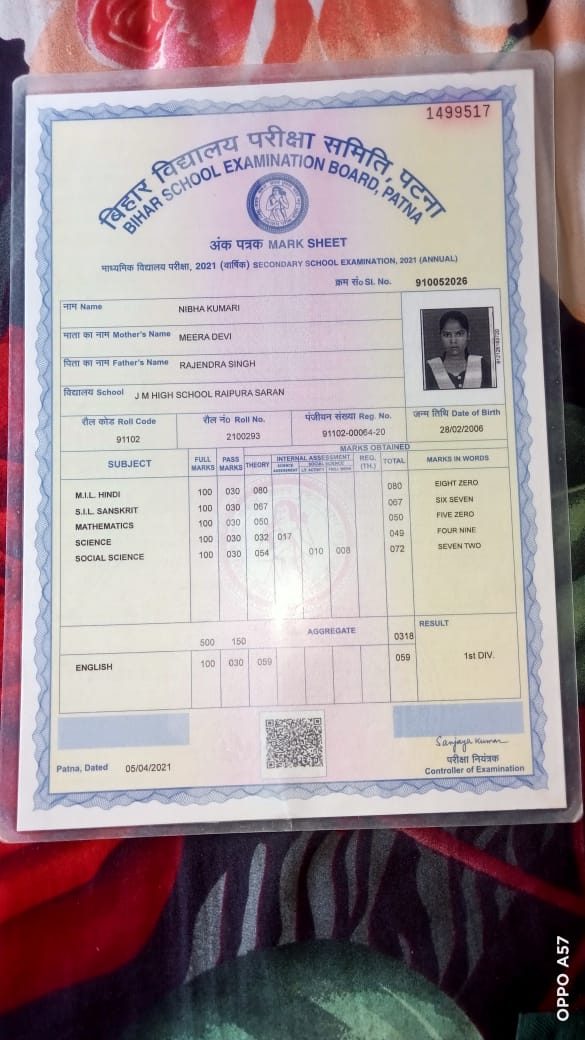 1499517
बिहार विद्यालय परीक्षा समिति, पटना
BIHAR SCHOOL EXAMINATION BOARD, PATNA
अंक पत्रक MARK SHEET
माध्यमिक विद्यालय परीक्षा, 2021 (वार्षिक) SECONDARY SCHOOL EXAMINATION, 2021 (ANNUAL)
क्रम सं० Sl. No. 910052026
नाम Name NIBHA KUMARI
माता का नाम Mother's Name MEERA DEVI
पिता का नाम Father's Name RAJENDRA SINGH
विद्यालय School J M HIGH SCHOOL RAIPURA SARAN
रौल कोड Roll Code रौल नं० Roll No. पंजीयन संख्या Reg. No. जन्म तिथि Date of Birth
91102 2100293 91102-00064-20 28/02/2006
MARKS OBTAINED
SUBJECT FULL MARKS PASS MARKS THEORY INTERNAL ASSESSMENT SCIENCE SOCIAL SCIENCE REG. (TH.) TOTAL MARKS IN WORDS
M.I.L. HINDI 100 030 080 080 EIGHT ZERO
S.I.L. SANSKRIT 100 030 067 067 SIX SEVEN
MATHEMATICS 100 030 050 050 FIVE ZERO
SCIENCE 100 030 032 017 049 FOUR NINE
SOCIAL SCIENCE 100 030 054 010 008 072 SEVEN TWO
500 150 AGGREGATE 0318 RESULT
ENGLISH 100 030 059 059 1st DIV.
Sanjaya Kumar
परीक्षा नियंत्रक
Patna, Dated 05/04/2021 Controller of Examination
OPPO A57